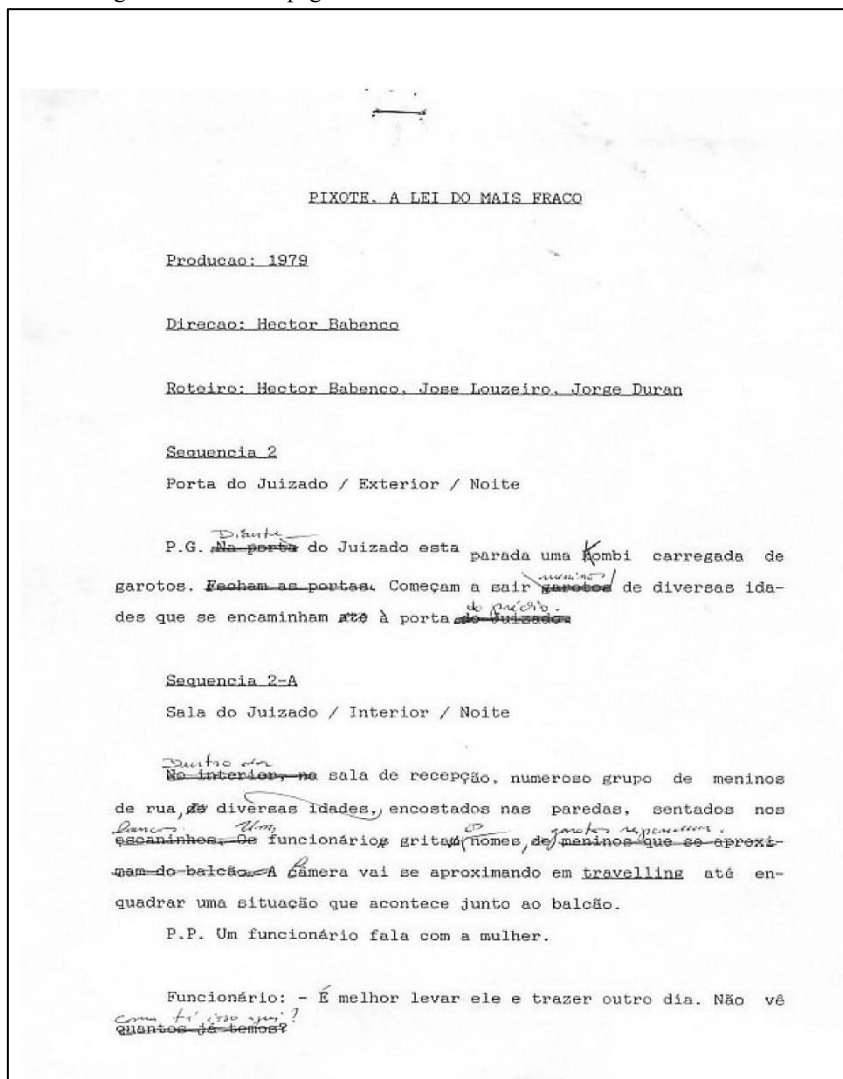 PIXOTE. A LEI DO MAIS FRACO
Producao: 1979
Direcao: Hector Babenco
Roteiro: Hector Babenco, Jose Louzeiro, Jorge Duran
Sequencia 2
Porta do Juizado / Exterior / Noite
Diante
P.G. Na porta do Juizado esta parada uma Kombi carregada de
meninos
garotos. Fecham as portas. Começam a sair garotos de diversas ida-
do prédio.
des que se encaminham até à porta do Juizado.
Sequencia 2-A
Sala do Juizado / Interior / Noite
Dentro da
No interior, na sala de recepção, numeroso grupo de meninos
de rua, de diversas idades, encostados nas paredes, sentados nos
bancos. Um os garotos respondem.
escaninhos. Os funcionários gritam nomes de meninos que se aproxi-
mam do balcão. A câmera vai se aproximando em travelling até en-
quadrar uma situação que acontece junto ao balcão.
P.P. Um funcionário fala com a mulher.
Funcionário: - É melhor levar ele e trazer outro dia. Não vê
como tá isso aqui?
quantos já temos?